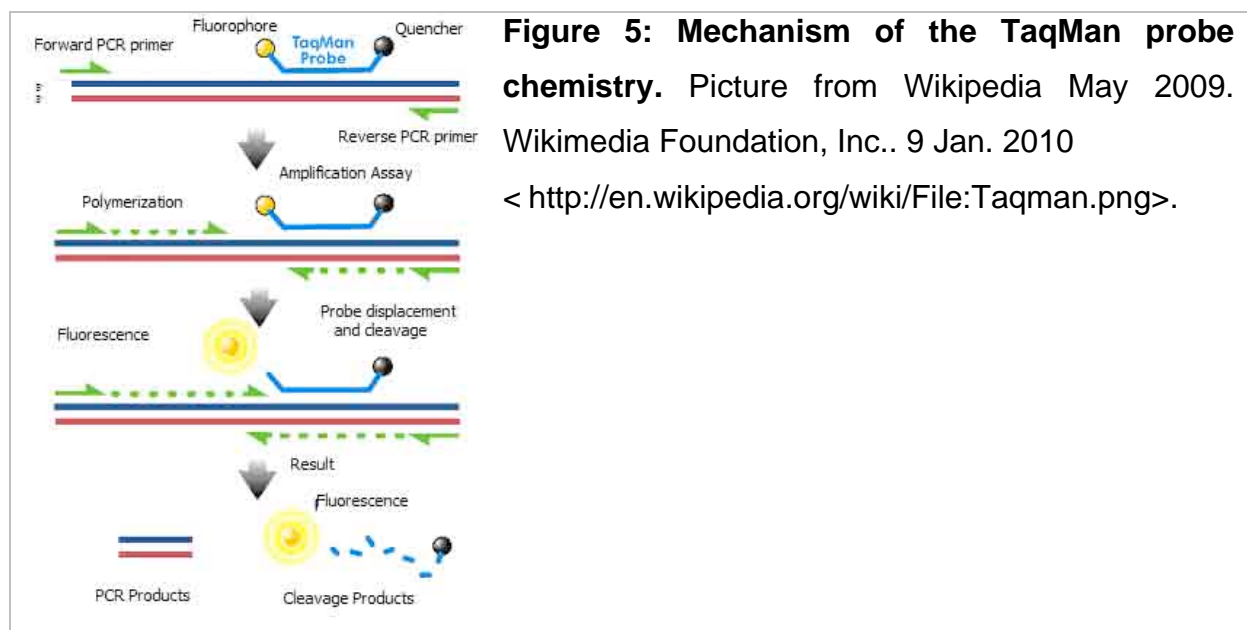 Fluorophore
Quencher
Forward PCR primer
TaqMan
Probe
Reverse PCR primer
Amplification Assay
Polymerization
Probe displacement
and cleavage
Fluorescence
Result
Fluorescence
PCR Products
Cleavage Products
Figure 5: Mechanism of the TaqMan probe
chemistry. Picture from Wikipedia May 2009.
Wikimedia Foundation, Inc.. 9 Jan. 2010
< http://en.wikipedia.org/wiki/File:Taqman.png>.